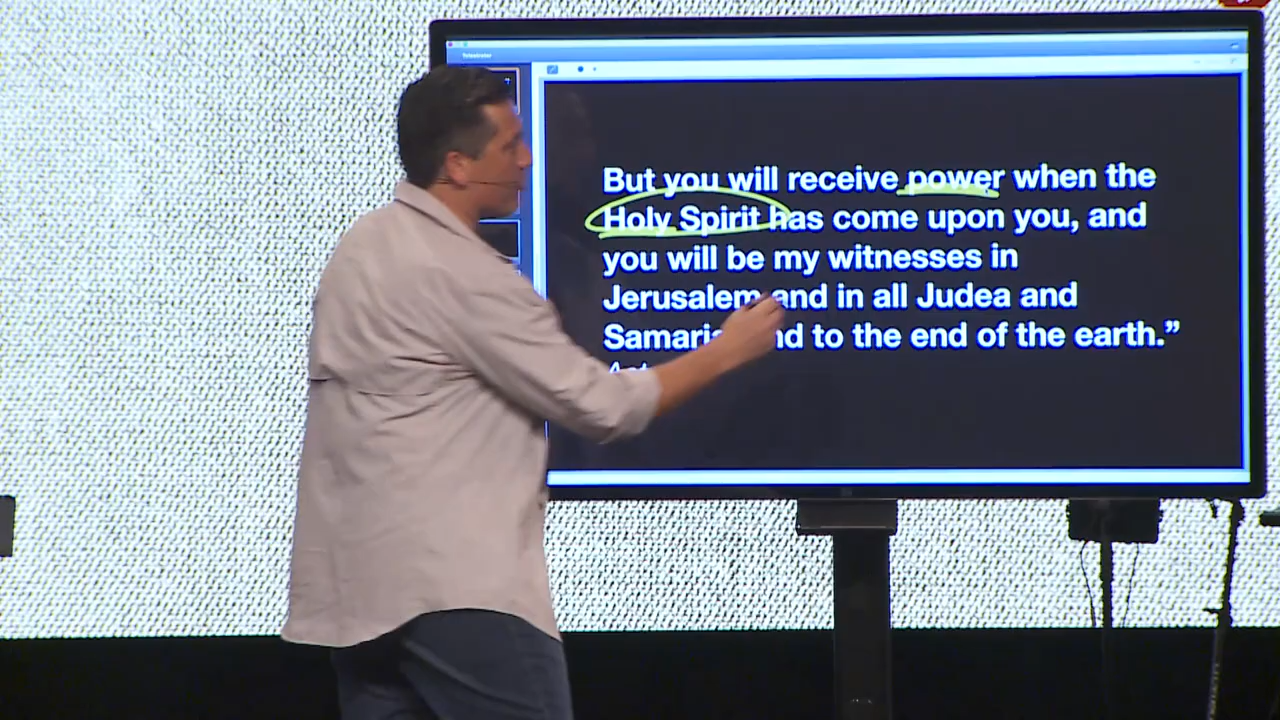 Telestrator
But you will receive power when the
Holy Spirit has come upon you, and
you will be my witnesses in
Jerusalem and in all Judea and
to the end of the earth.”